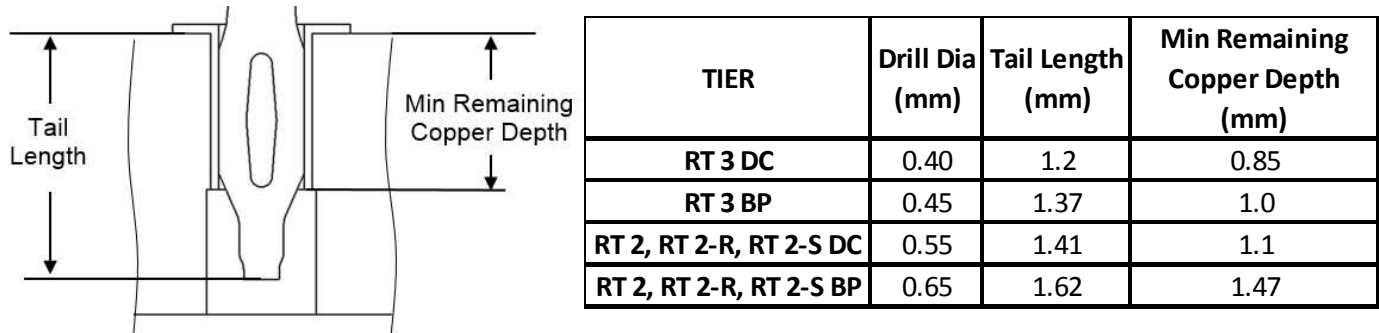 Tail
Length
Min Remaining
Copper Depth
TIER
Drill Dia
(mm)
Tail Length
(mm)
Min Remaining
Copper Depth
(mm)
RT 3 DC 0.40 1.2 0.85
RT 3 BP 0.45 1.37 1.0
RT 2, RT 2-R, RT 2-S DC 0.55 1.41 1.1
RT 2, RT 2-R, RT 2-S BP 0.65 1.62 1.47